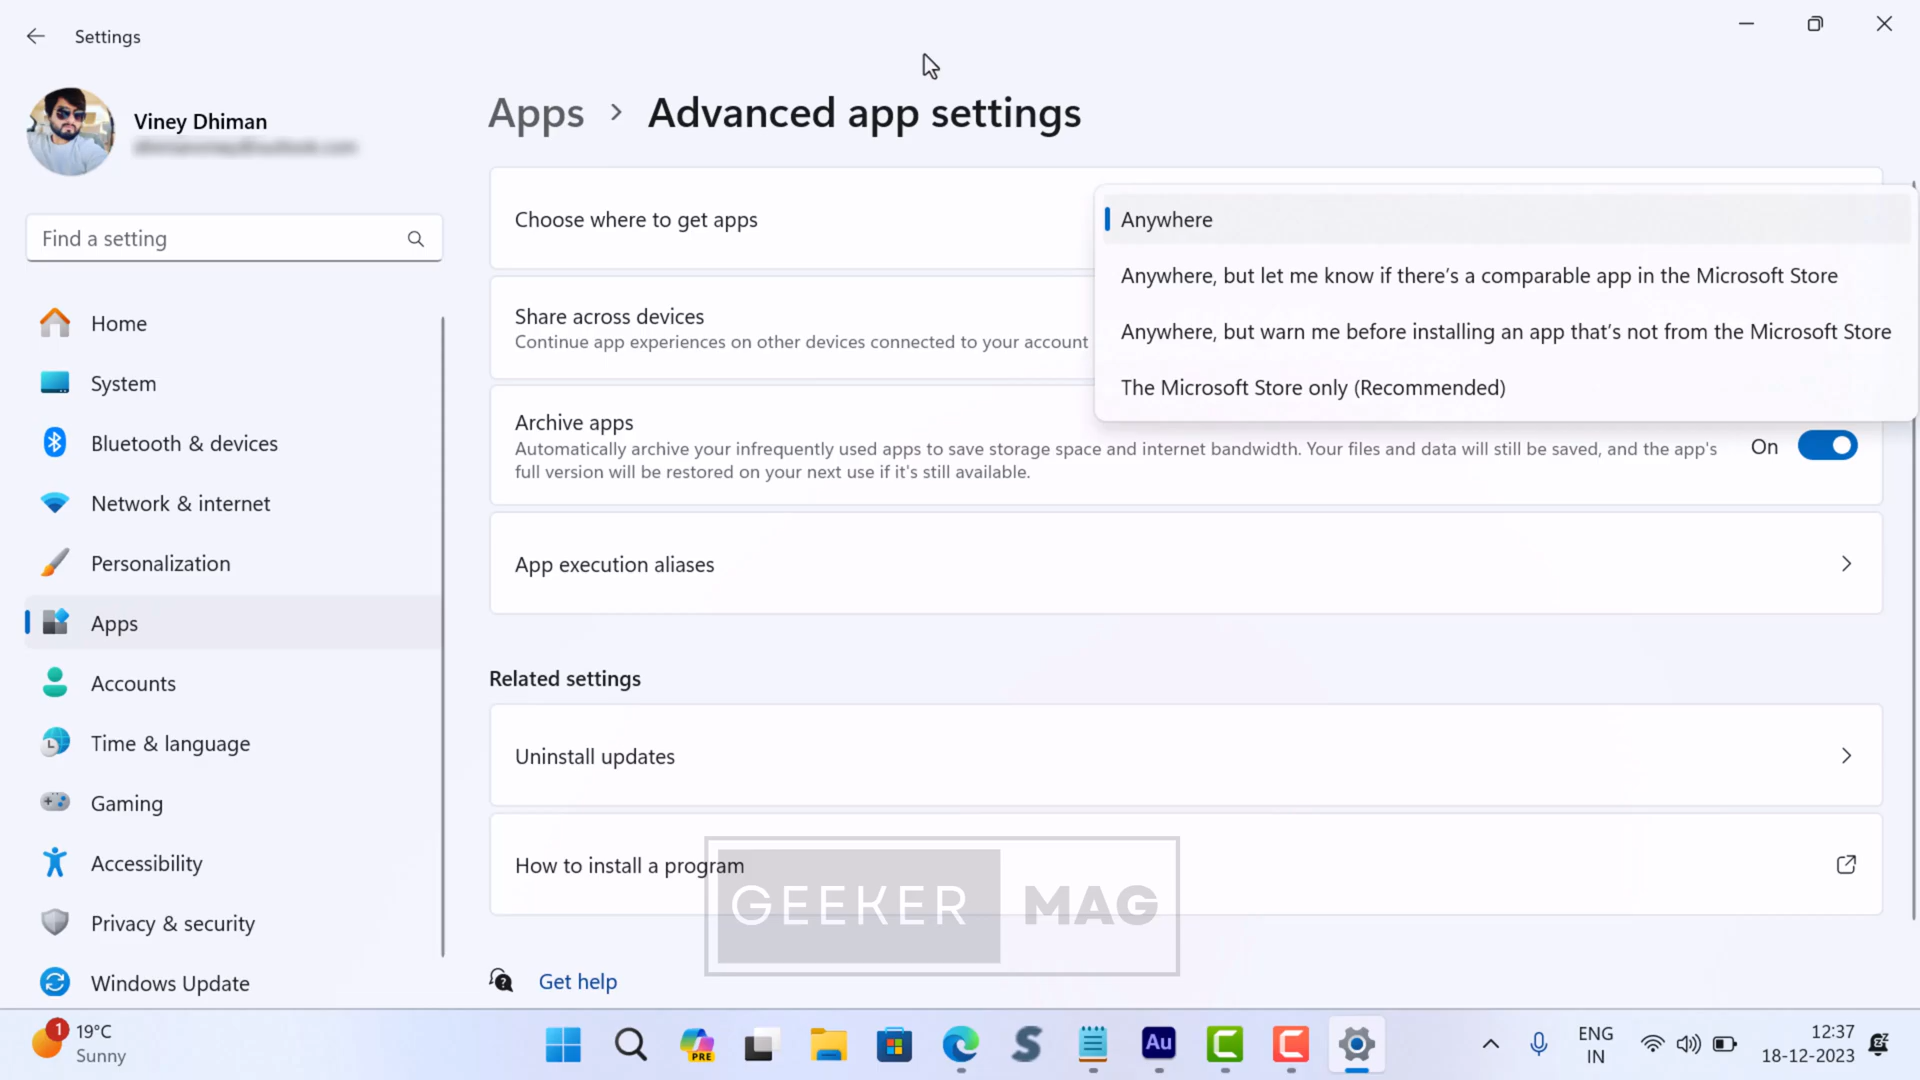 Settings
Viney Dhiman
Find a setting
Home
System
Bluetooth & devices
Network & internet
Personalization
Apps
Accounts
Time & language
Gaming
Accessibility
Privacy & security
Windows Update
Apps > Advanced app settings
Choose where to get apps
Anywhere
Anywhere, but let me know if there's a comparable app in the Microsoft Store
Anywhere, but warn me before installing an app that's not from the Microsoft Store
The Microsoft Store only (Recommended)
Share across devices
Continue app experiences on other devices connected to your account
Archive apps
Automatically archive your infrequently used apps to save storage space and internet bandwidth. Your files and data will still be saved, and the app's
full version will be restored on your next use if it's still available.
On
App execution aliases
Related settings
Uninstall updates
How to install a program
GEEKER MAG
Get help
1
19°C
Sunny
PRE
S
Au
ENG
IN
12:37
18-12-2023